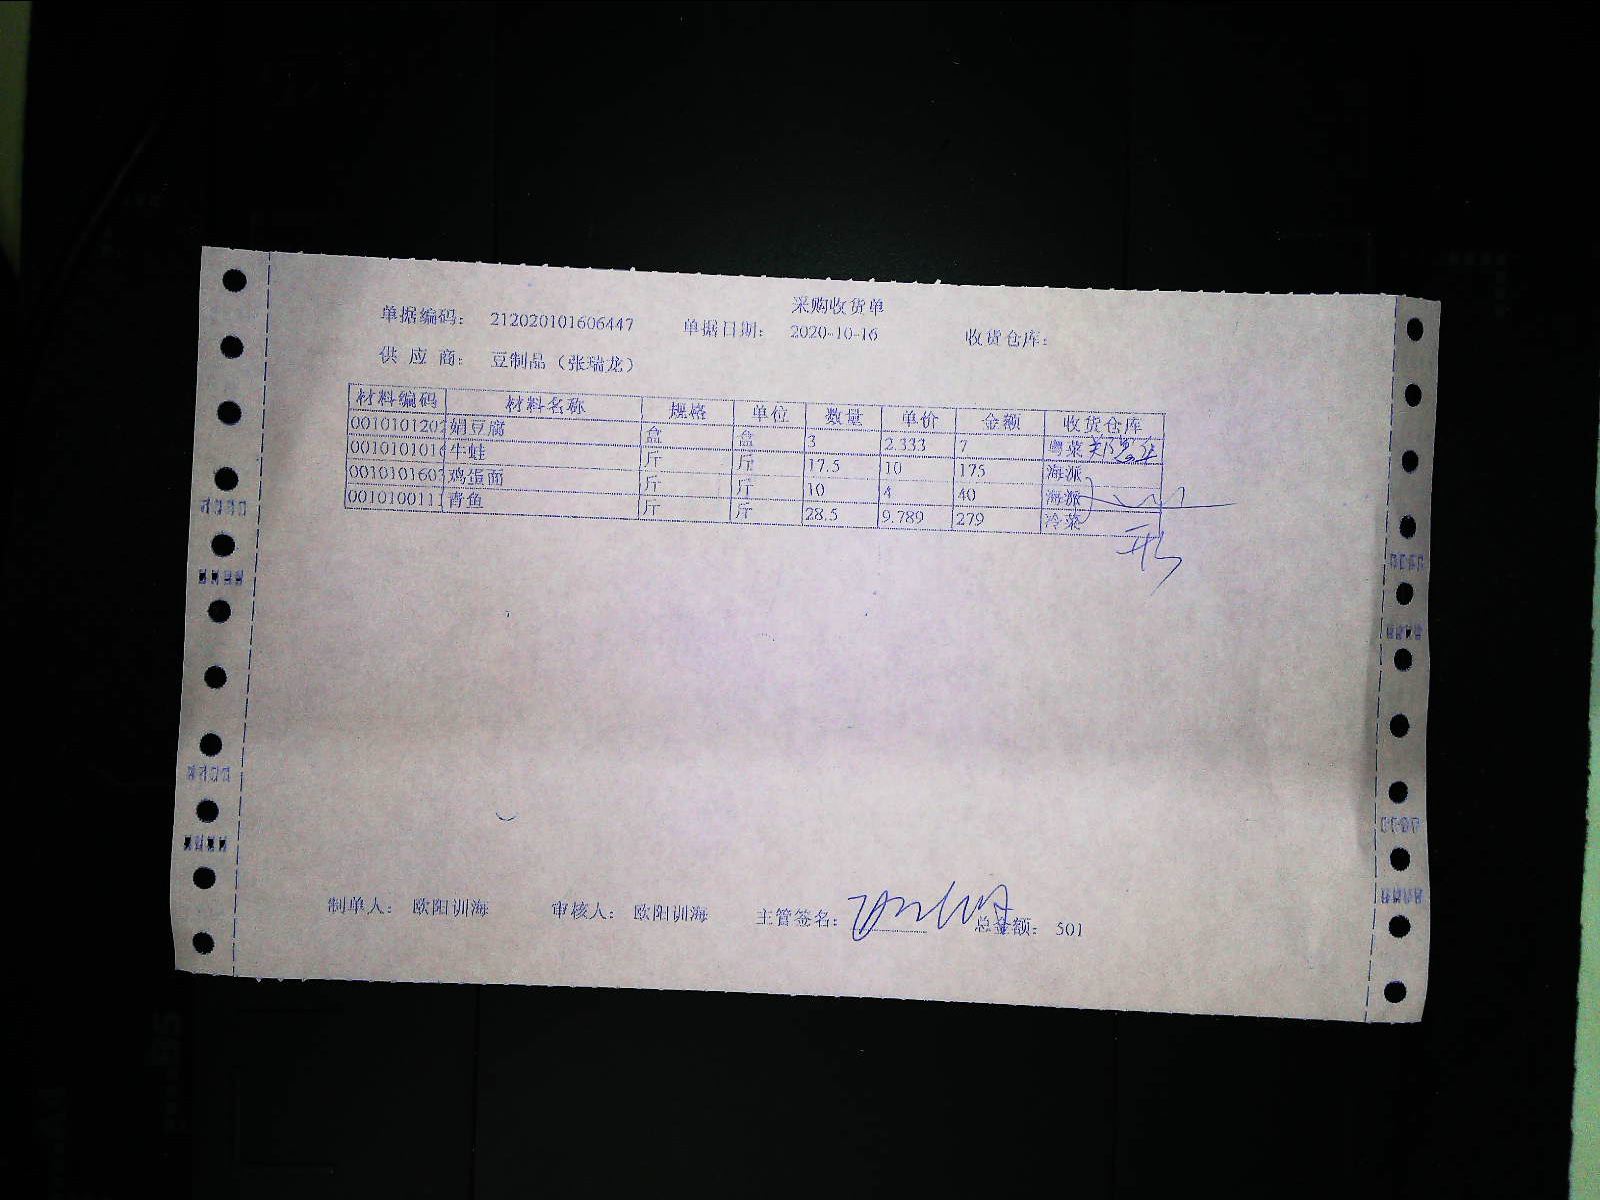 采购收货单
单据编码： 212020101606447 单据日期： 2020-10-16 收货仓库：
供 应 商： 豆制品（张瑞龙）
材料编码 材料名称 规格 单位 数量 单价 金额 收货仓库
0010101202 娟豆腐 盒 盒 3 2.333 7 粤菜
001010101 牛蛙 斤 斤 17.5 10 175 海派
001010160 鸡蛋面 斤 斤 10 4 40 海派
001010011 青鱼 斤 斤 28.5 9.789 279 冷菜
制单人： 欧阳训海 审核人： 欧阳训海 主管签名： 总金额： 501